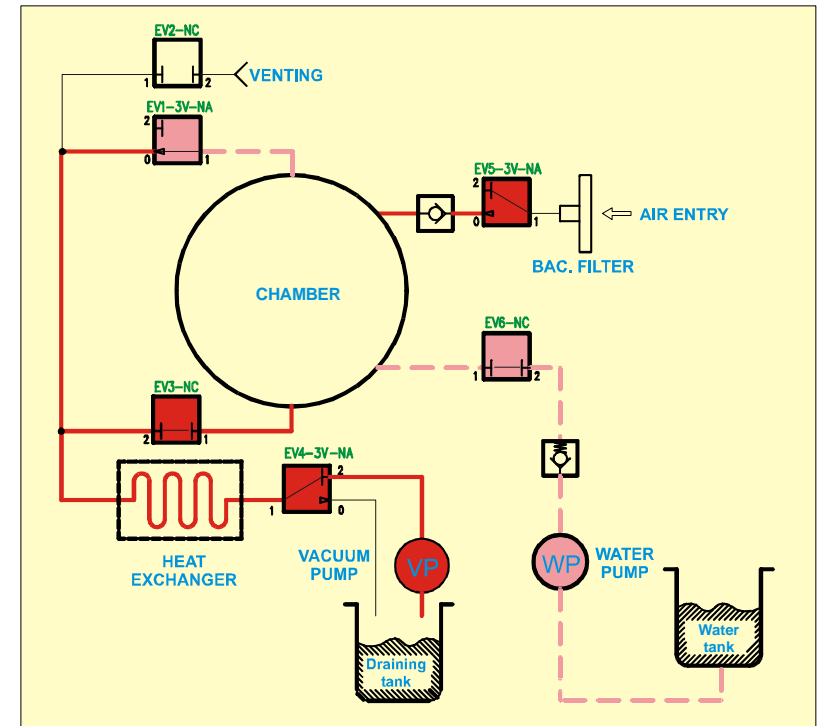 EV2-NC
1 2
VENTING
EV1-3V-NA
2
0 1
EV5-3V-NA
2
0 1
AIR ENTRY
BAC. FILTER
CHAMBER
EV6-NC
1 2
EV3-NC
2 1
EV4-3V-NA
2
1 0
HEAT
EXCHANGER
VACUUM
PUMP
VP
WP
WATER
PUMP
Water
tank
Draining
tank